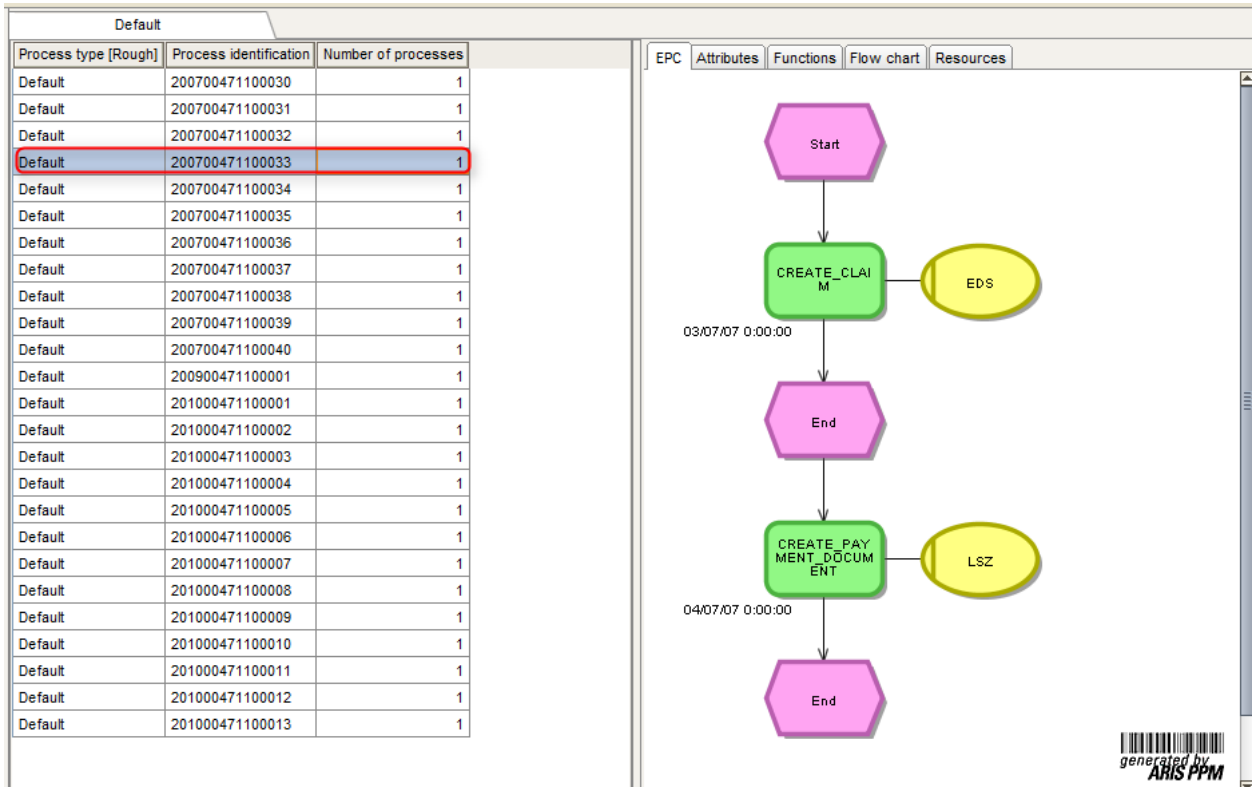 Default
Process type [Rough] Process identification Number of processes
Default 200700471100030 1
Default 200700471100031 1
Default 200700471100032 1
Default 200700471100033 1
Default 200700471100034 1
Default 200700471100035 1
Default 200700471100036 1
Default 200700471100037 1
Default 200700471100038 1
Default 200700471100039 1
Default 200700471100040 1
Default 200900471100001 1
Default 201000471100001 1
Default 201000471100002 1
Default 201000471100003 1
Default 201000471100004 1
Default 201000471100005 1
Default 201000471100006 1
Default 201000471100007 1
Default 201000471100008 1
Default 201000471100009 1
Default 201000471100010 1
Default 201000471100011 1
Default 201000471100012 1
Default 201000471100013 1
EPC Attributes Functions Flow chart Resources
Start
CREATE_CLAI
M
EDS
03/07/07 0:00:00
End
CREATE_PAY
MENT_DOCUM
ENT
LSZ
04/07/07 0:00:00
End
generated by
ARIS PPM